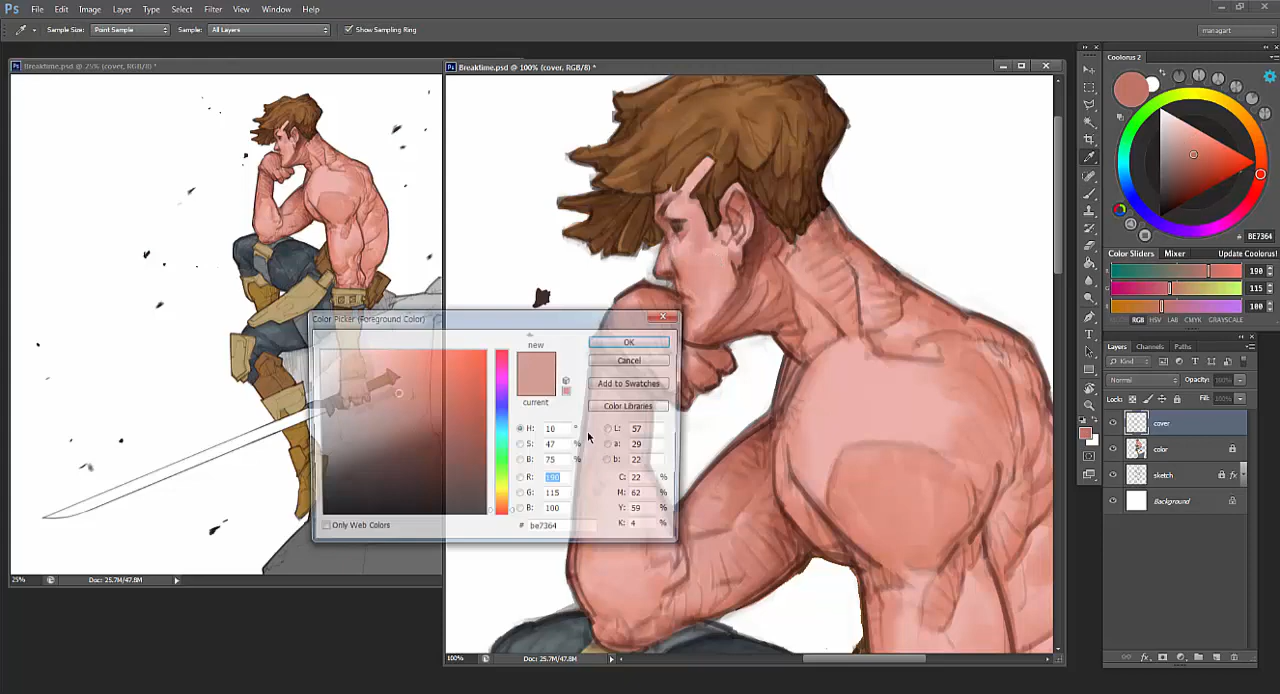 Ps File Edit Image Layer Type Select Filter View Window Help
Sample Size: Point Sample Sample: All Layers Show Sampling Ring
managart
Breaktime.psd @ 25% (cover, RGB/8) *
Breaktime.psd @ 100% (cover, RGB/8) *
Coolorus 2
# BE7364
Color Sliders Mixer Update Coolorus!
R 190
G 115
B 100
RGB HSV LAB CMYK GRAYSCALE
Layers Channels Paths
Kind
Normal Opacity: 100%
Locks: Fill: 100%
cover
color
sketch
Background
Color Picker (Foreground Color)
new
current
OK
Cancel
Add to Swatches
Color Libraries
H: 10 °
S: 47 %
B: 75 %
R: 190
G: 115
B: 100
# be7364
L: 57
a: 29
b: 22
C: 22 %
M: 62 %
Y: 59 %
K: 4 %
Only Web Colors
25% Doc: 25.7M/47.8M
100% Doc: 25.7M/47.8M